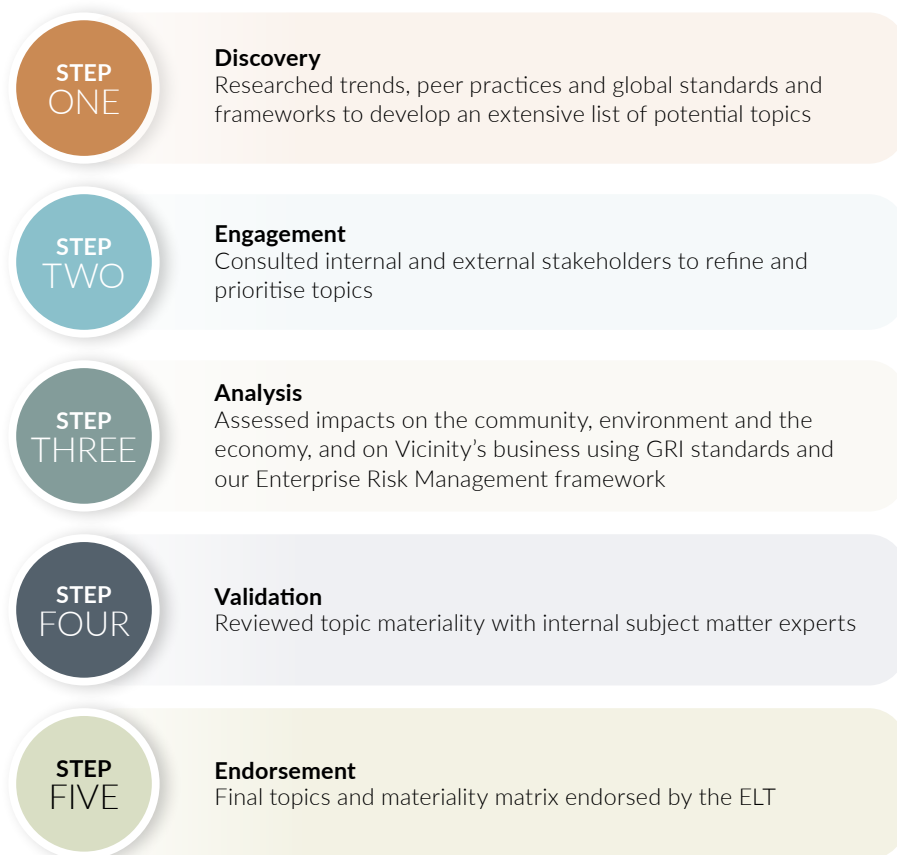 STEP
ONE
Discovery
Researched trends, peer practices and global standards and
frameworks to develop an extensive list of potential topics
STEP
TWO
Engagement
Consulted internal and external stakeholders to refine and
prioritise topics
STEP
THREE
Analysis
Assessed impacts on the community, environment and the
economy, and on Vicinity’s business using GRI standards and
our Enterprise Risk Management framework
STEP
FOUR
Validation
Reviewed topic materiality with internal subject matter experts
STEP
FIVE
Endorsement
Final topics and materiality matrix endorsed by the ELT